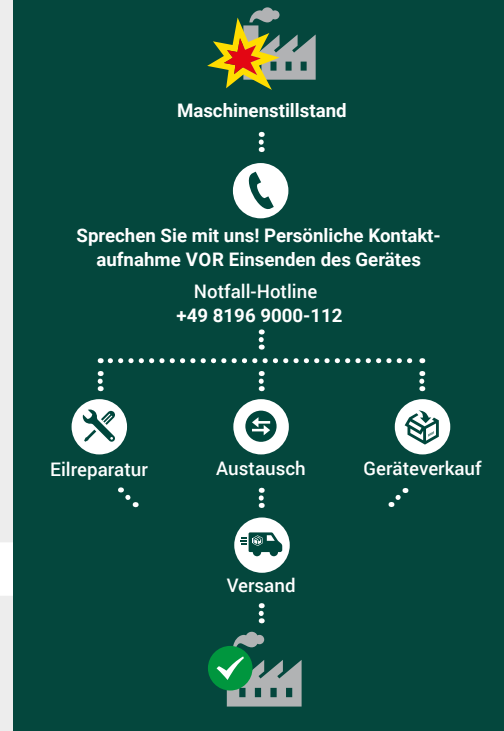 Maschinenstillstand
Sprechen Sie mit uns! Persönliche Kontakt-
aufnahme VOR Einsenden des Gerätes
Notfall-Hotline
+49 8196 9000-112
Eilreparatur
Austausch
Geräteverkauf
Versand